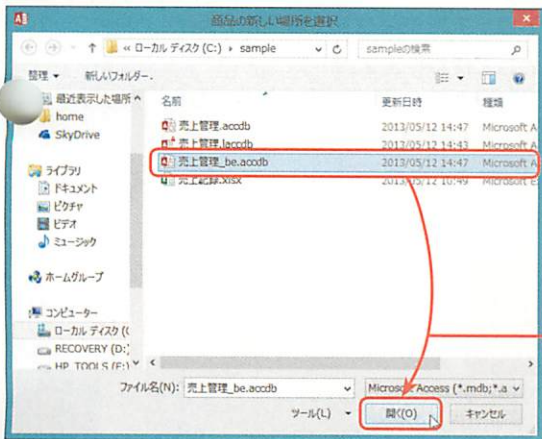 商品の新しい場所を選択
« ローカル ディスク (C:) ▸ sample
sampleの検索
整理 ▼ 新しいフォルダー
名前 更新日時 種類
最近表示した場所
home
SkyDrive
ライブラリ
ドキュメント
ピクチャ
ビデオ
ミュージック
ホームグループ
コンピューター
ローカル ディスク (C
RECOVERY (D:)
HP_TOOLS (E:)
売上管理.accdb 2013/05/12 14:47 Microsoft A
売上管理.laccdb 2013/05/12 14:43 Microsoft A
売上管理_be.accdb 2013/05/12 14:47 Microsoft A
売上記録.xlsx 2013/05/12 10:49 Microsoft E
ファイル名(N): 売上管理_be.accdb Microsoft Access (*.mdb;*.a
ツール(L) ▼ 開く(O) キャンセル